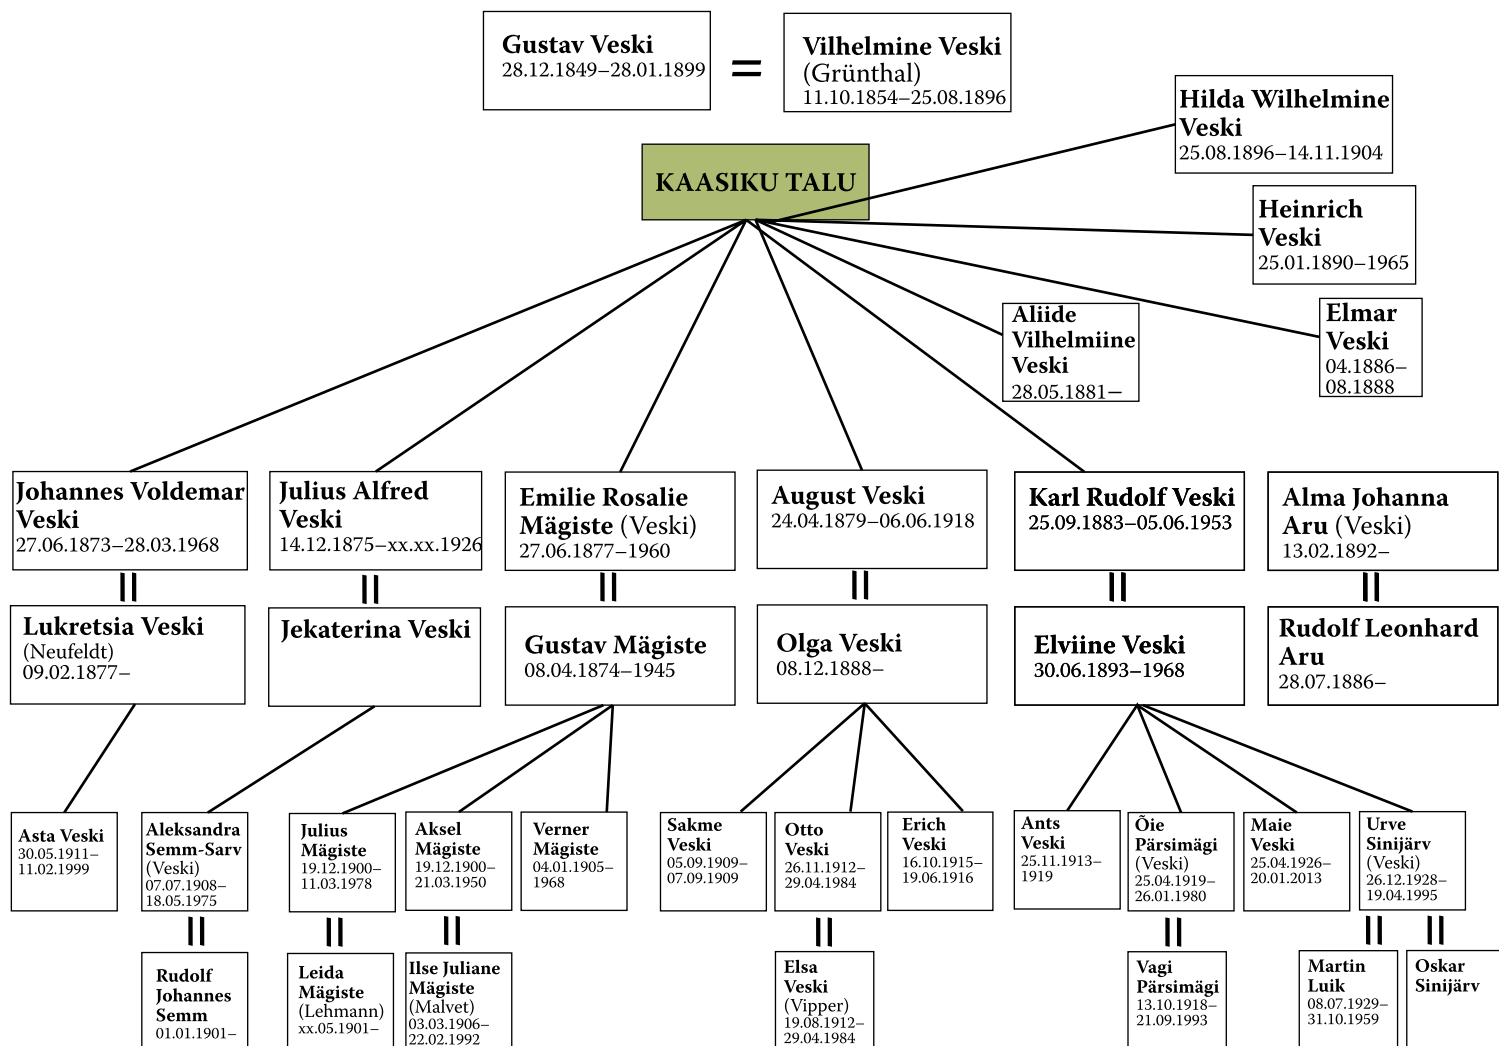 Gustav Veski
28.12.1849–28.01.1899
=
Vilhelmine Veski
(Grünthal)
11.10.1854–25.08.1896
KAASIKU TALU
Hilda Wilhelmine
Veski
25.08.1896–14.11.1904
Heinrich
Veski
25.01.1890–1965
Elmar
Veski
04.1886–
08.1888
Aliide
Vilhelmiine
Veski
28.05.1881–
Johannes Voldemar
Veski
27.06.1873–28.03.1968
Julius Alfred
Veski
14.12.1875–xx.xx.1926
Emilie Rosalie
Mägiste (Veski)
27.06.1877–1960
August Veski
24.04.1879–06.06.1918
Karl Rudolf Veski
25.09.1883–05.06.1953
Alma Johanna
Aru (Veski)
13.02.1892–
Lukretsia Veski
(Neufeldt)
09.02.1877–
Jekaterina Veski
Gustav Mägiste
08.04.1874–1945
Olga Veski
08.12.1888–
Elviine Veski
30.06.1893–1968
Rudolf Leonhard
Aru
28.07.1886–
Asta Veski
30.05.1911–
11.02.1999
Aleksandra
Semm-Sarv
(Veski)
07.07.1908–
18.05.1975
Julius
Mägiste
19.12.1900–
11.03.1978
Aksel
Mägiste
19.12.1900–
21.03.1950
Verner
Mägiste
04.01.1905–
1968
Sakme
Veski
05.09.1909–
07.09.1909
Otto
Veski
26.11.1912–
29.04.1984
Erich
Veski
16.10.1915–
19.06.1916
Ants
Veski
25.11.1913–
1919
Õie
Pärsimägi
(Veski)
25.04.1919–
26.01.1980
Maie
Veski
25.04.1926–
20.01.2013
Urve
Sinijärv
(Veski)
26.12.1928–
19.04.1995
Rudolf
Johannes
Semm
01.01.1901–
Leida
Mägiste
(Lehmann)
xx.05.1901–
Ilse Juliane
Mägiste
(Malvet)
03.03.1906–
22.02.1992
Elsa
Veski
(Vipper)
19.08.1912–
29.04.1984
Vagi
Pärsimägi
13.10.1918–
21.09.1993
Martin
Luik
08.07.1929–
31.10.1959
Oskar
Sinijärv